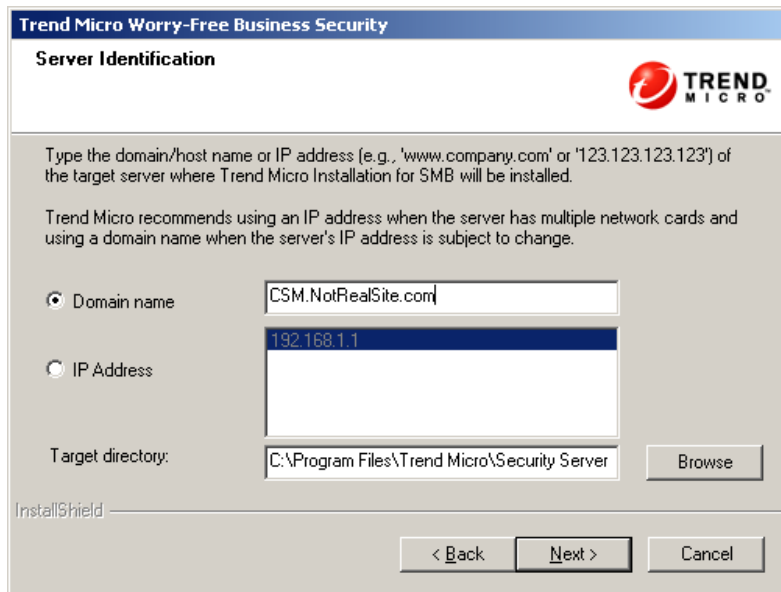 Trend Micro Worry-Free Business Security
Server Identification
TREND
MICRO™
Type the domain/host name or IP address (e.g., 'www.company.com' or '123.123.123.123') of
the target server where Trend Micro Installation for SMB will be installed.
Trend Micro recommends using an IP address when the server has multiple network cards and
using a domain name when the server's IP address is subject to change.
Domain name
CSM.NotRealSite.com
192.168.1.1
IP Address
Target directory:
C:\Program Files\Trend Micro\Security Server
Browse
InstallShield
< Back
Next >
Cancel